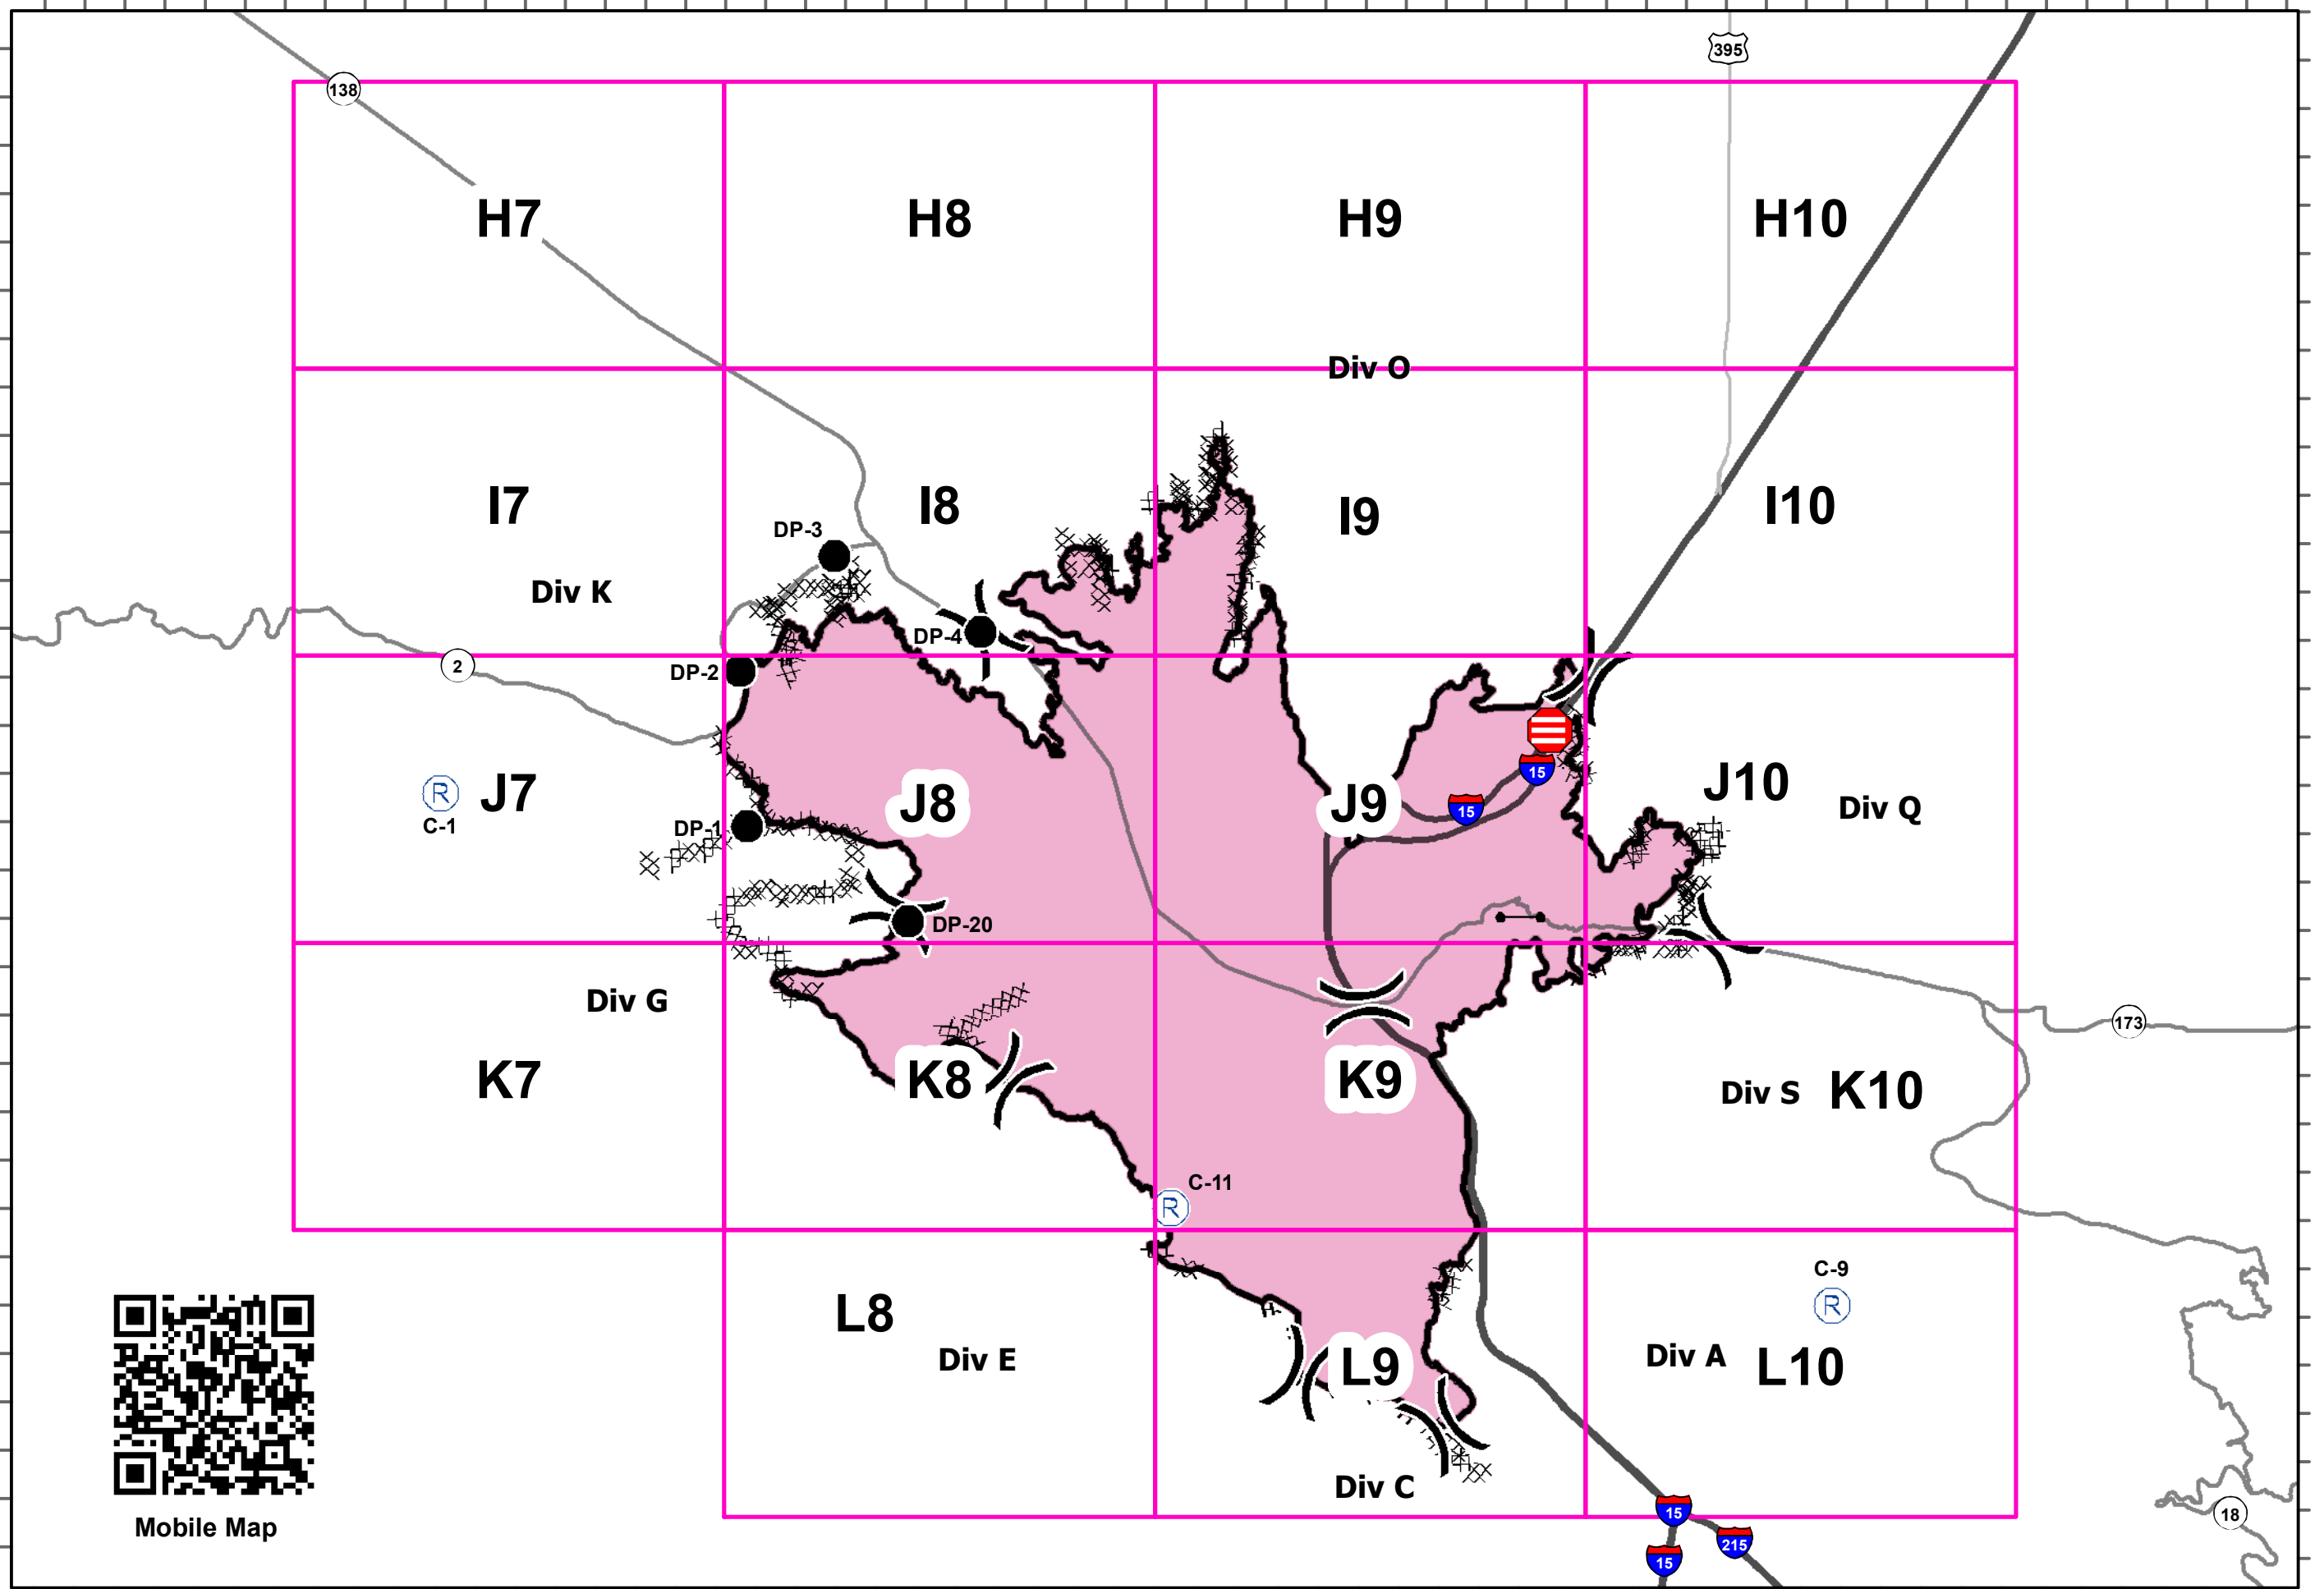 395
138
H7
H8
H9
H10
Div O
I7
I8
I9
I10
DP-3
Div K
DP-4
2
DP-2
15
J7
J8
J9
15
J10
Div Q
R
C-1
DP-1
DP-20
Div G
173
K7
K8
K9
Div S
K10
C-11
R
C-9
R
L8
Div E
L9
Div A
L10
Div C
15
18
Mobile Map
215
15